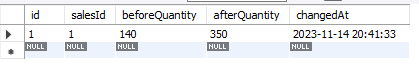 id salesId beforeQuantity afterQuantity changedAt
1 1 140 350 2023-11-14 20:41:33
NULL NULL NULL NULL NULL